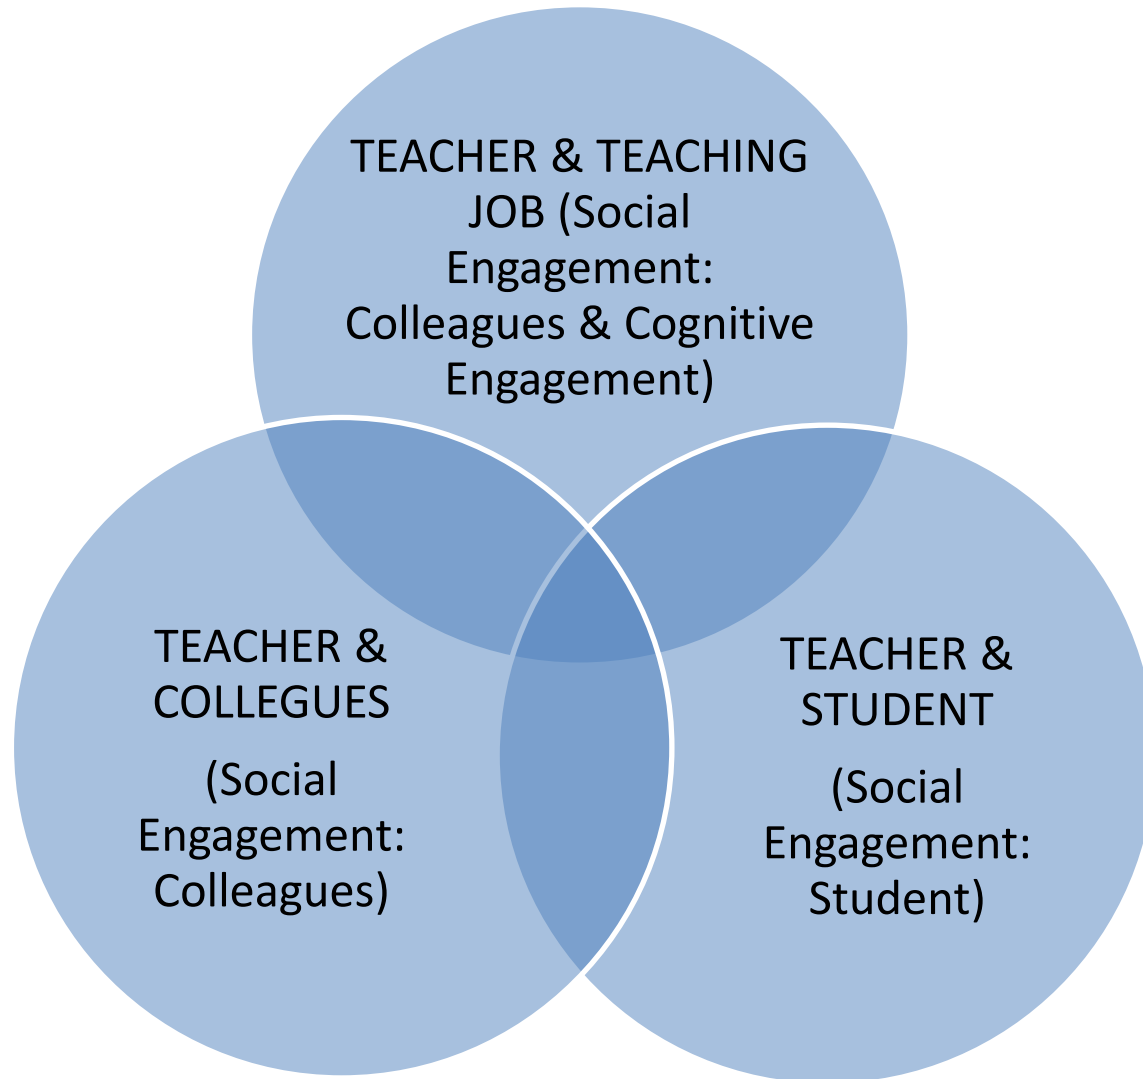 TEACHER & TEACHING
JOB (Social
Engagement:
Colleagues & Cognitive
Engagement)
TEACHER &
COLLEGUES
(Social
Engagement:
Colleagues)
TEACHER &
STUDENT
(Social
Engagement:
Student)